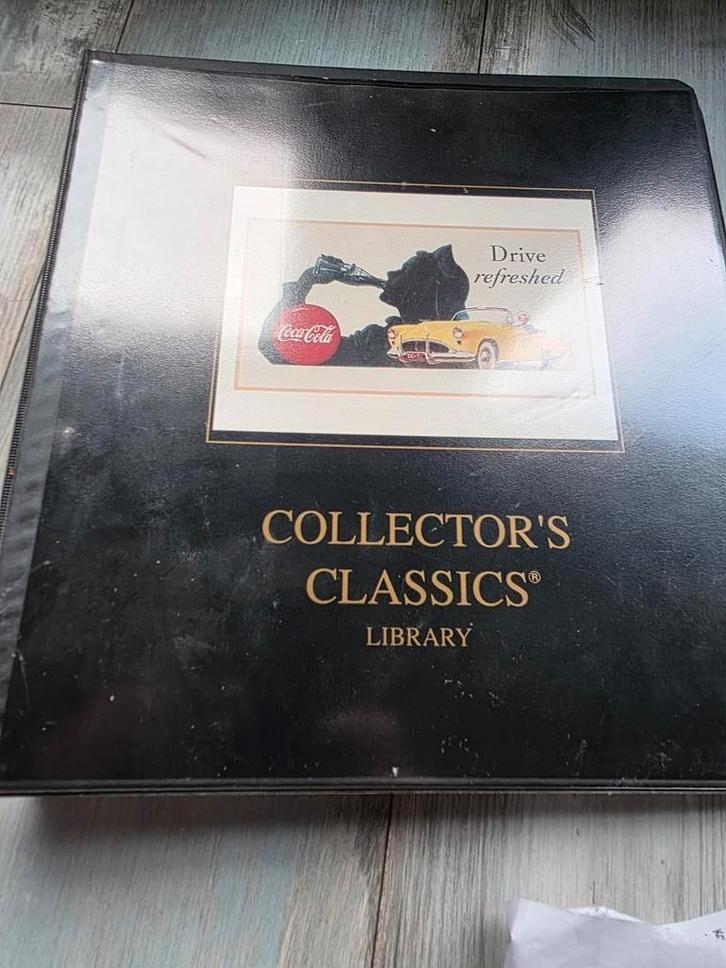 Drive
refreshed
Coca-Cola
COLLECTOR'S
CLASSICS®
LIBRARY